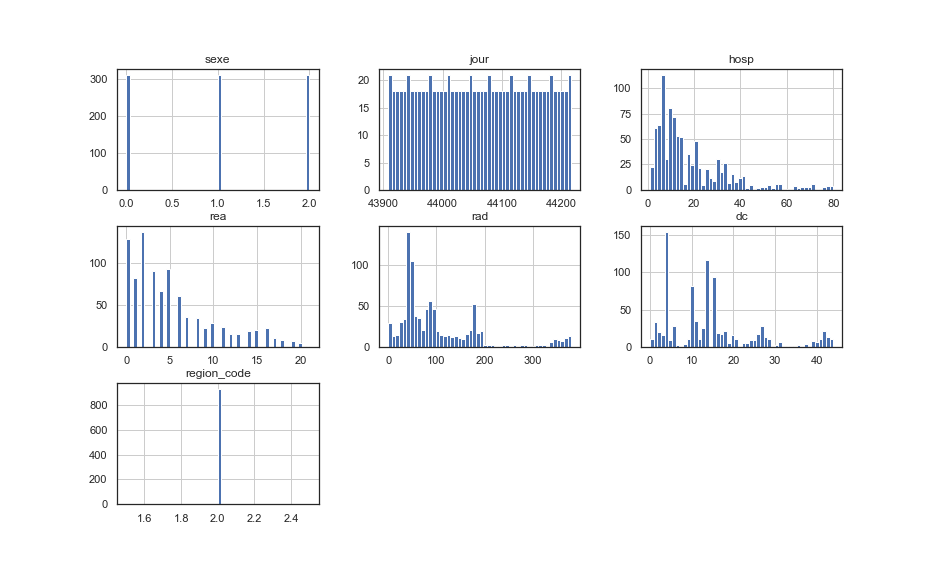 sexe
300
200
100
0
0.0 0.5 1.0 1.5 2.0
jour
20
15
10
5
0
43900 44000 44100 44200
hosp
100
75
50
25
0
0 20 40 60 80
rea
100
50
0
0 5 10 15 20
rad
100
50
0
0 100 200 300
dc
150
100
50
0
0 10 20 30 40
region_code
800
600
400
200
0
1.6 1.8 2.0 2.2 2.4